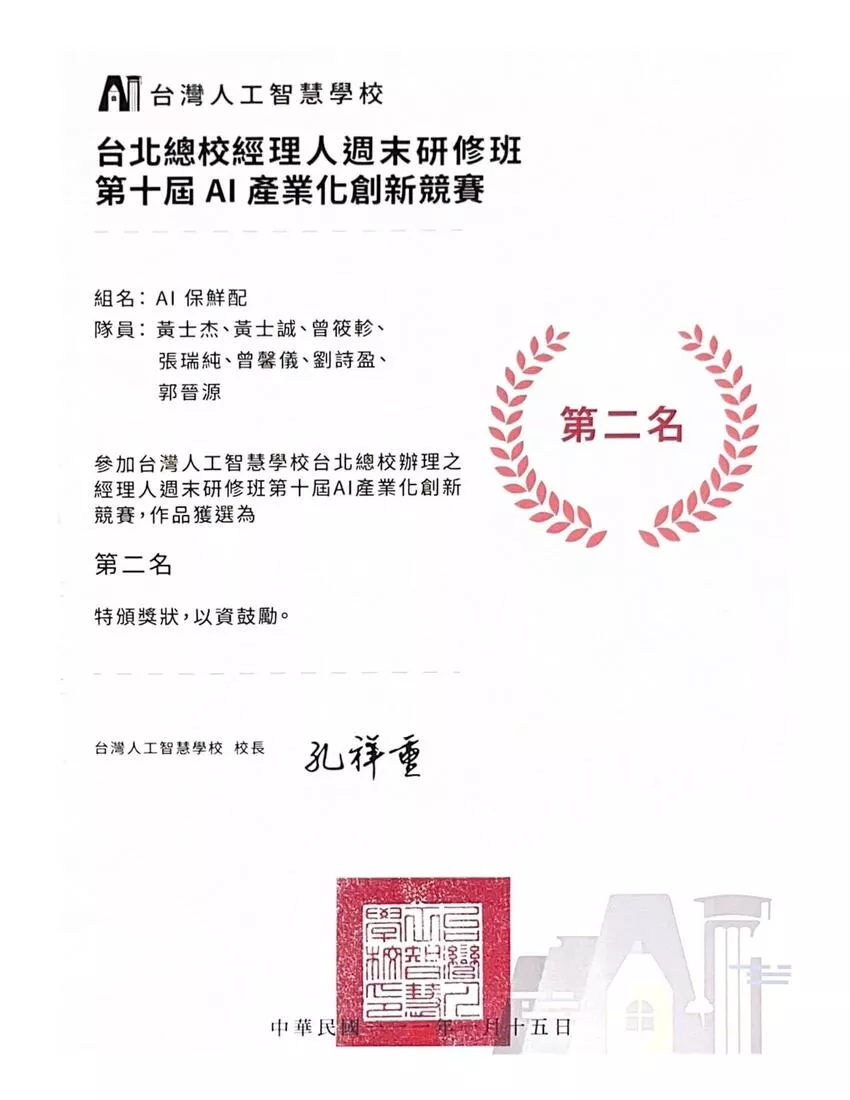 台灣人工智慧學校
台北總校經理人週末研修班
第十屆 AI 產業化創新競賽
組名：AI 保鮮配
隊員：黃士杰、黃士誠、曾筱軫、
張瑞純、曾馨儀、劉詩盈、
郭晉源
第二名
參加台灣人工智慧學校台北總校辦理之
經理人週末研修班第十屆AI產業化創新
競賽，作品獲選為
第二名
特頒獎狀，以資鼓勵。
台灣人工智慧學校 校長
孔祥重
台灣人
工智慧
學校印
中華民國一一一年一月十五日